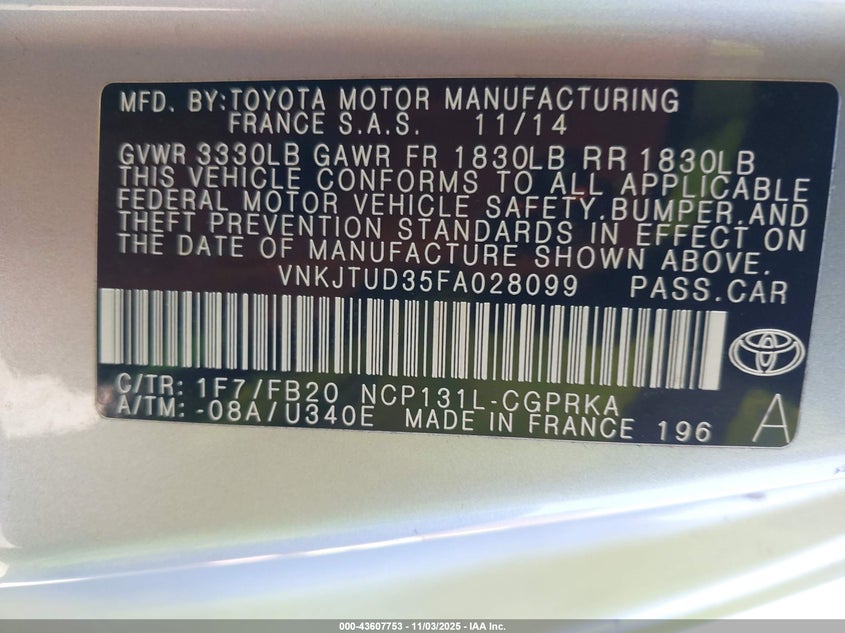 MFD. BY:TOYOTA MOTOR MANUFACTURING
FRANCE S.A.S. 11/14
GVWR 3330LB GAWR FR 1830LB RR 1830LB
THIS VEHICLE CONFORMS TO ALL APPLICABLE
FEDERAL MOTOR VEHICLE SAFETY,BUMPER,AND
THEFT PREVENTION STANDARDS IN EFFECT ON
THE DATE OF MANUFACTURE SHOWN ABOVE.
VNKJTUD35FA028099 PASS.CAR
C/TR: 1F7/FB20 NCP131L-CGPRKA
A/TM: -08A/U340E MADE IN FRANCE 196 A
000-43607753 - 11/03/2025 - IAA Inc.